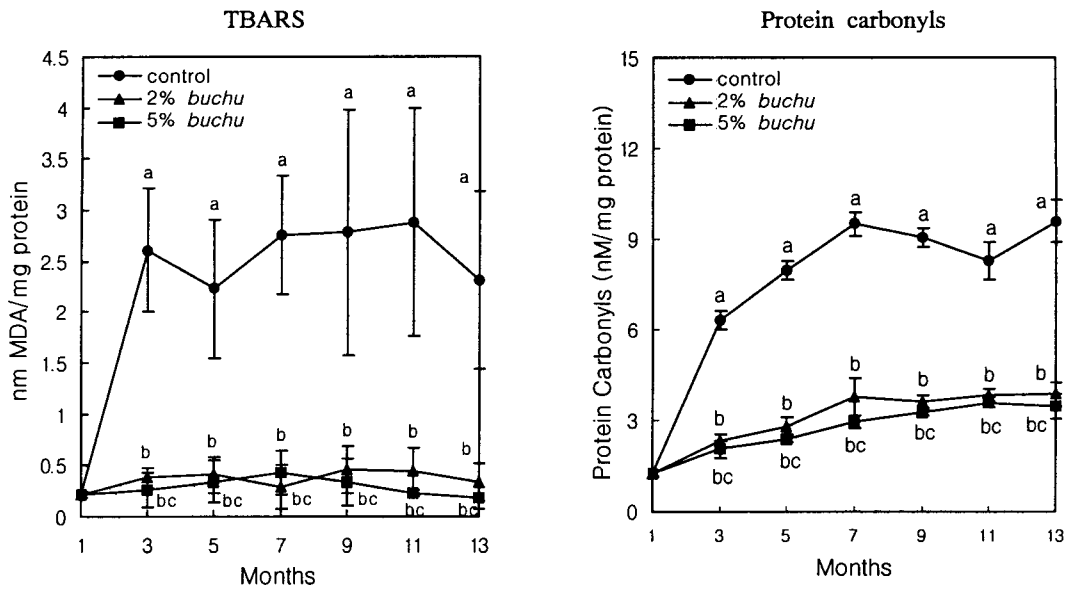 TBARS
nm MDA/mg protein
4.5
4
3.5
3
2.5
2
1.5
1
0.5
0
control
2% buchu
5% buchu
a
a
a
a
a
a
b
b
b
b
b
b
bc
bc
bc
bc
bc
bc
1 3 5 7 9 11 13
Months
Protein carbonyls
Protein Carbonyls (nM/mg protein)
15
12
9
6
3
0
control
2% buchu
5% buchu
a
a
a
a
a
a
b
b
b
b
b
b
bc
bc
bc
bc
bc
bc
1 3 5 7 9 11 13
Months